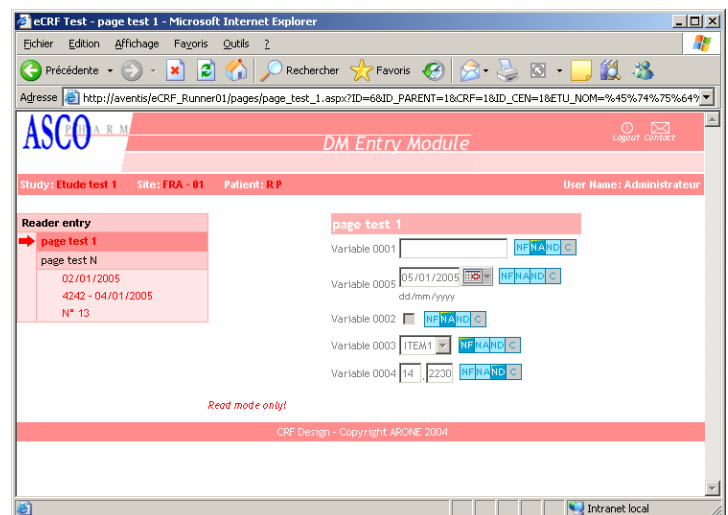 eCRF Test - page test 1 - Microsoft Internet Explorer
Fichier Edition Affichage Favoris Outils ?
Précédente Rechercher Favoris
Adresse http://aventis/eCRF_Runner01/pages/page_test_1.aspx?ID=6&ID_PARENT=1&CRF=1&ID_CEN=1&ETU_NOM=%45%74%75%64%
ASCO PHARM
DM Entry Module
Logout Contact
Study: Etude test 1 Site: FRA - 01 Patient: R P User Name: Administrateur
Reader entry
page test 1
page test N
02/01/2005
4242 - 04/01/2005
N° 13
page test 1
Variable 0001 NF NA ND C
Variable 0005 05/01/2005 NF NA ND C
dd/mm/yyyy
Variable 0002 NF NA ND C
Variable 0003 ITEM1 NF NA ND C
Variable 0004 14 , 2230 NF NA ND C
Read mode only!
CRF Design - Copyright ARONE 2004
Intranet local